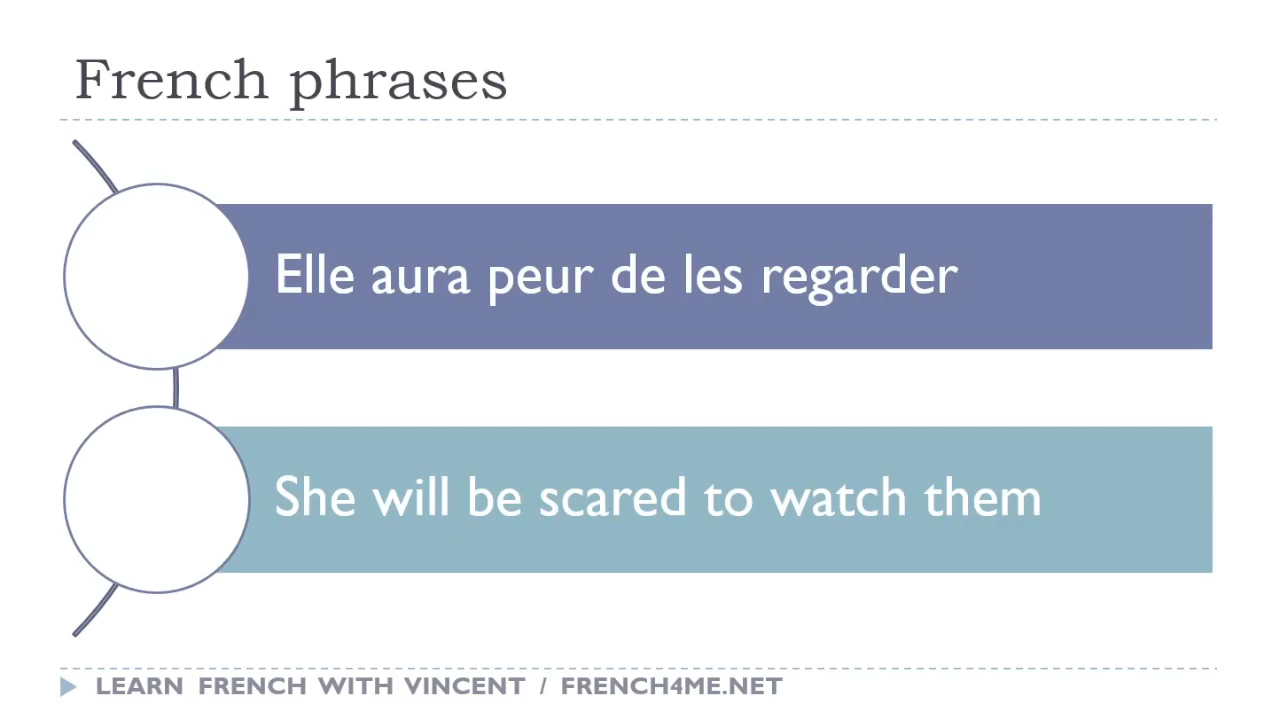 French phrases
Elle aura peur de les regarder
She will be scared to watch them
LEARN FRENCH WITH VINCENT / FRENCH4ME.NET